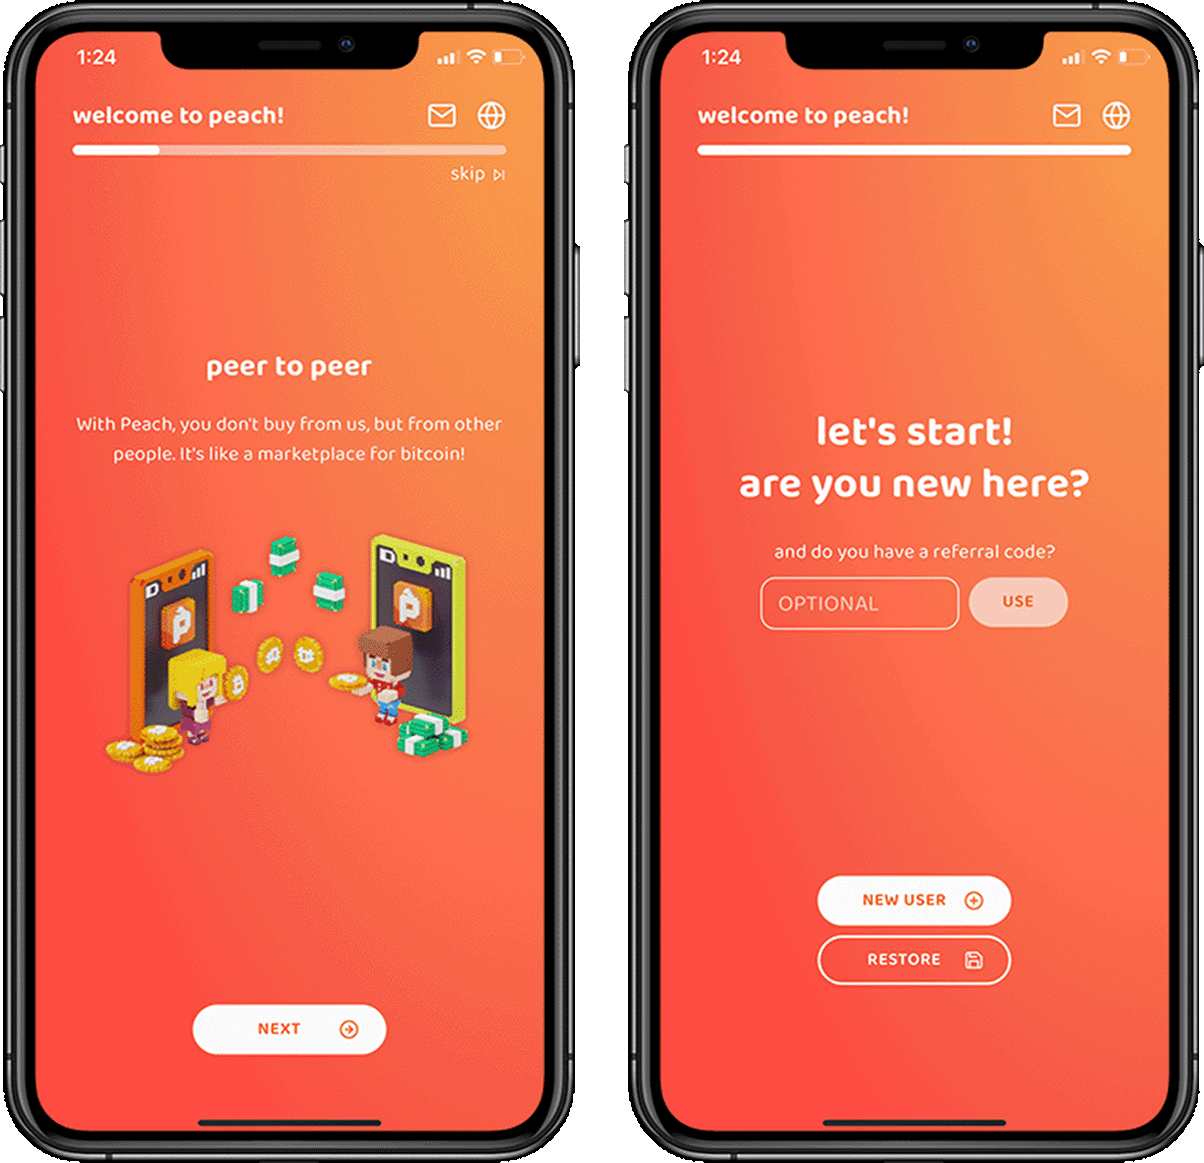 1:24
welcome to peach!
skip
peer to peer
With Peach, you don't buy from us, but from other
people. It's like a marketplace for bitcoin!
NEXT
1:24
welcome to peach!
let's start!
are you new here?
and do you have a referral code?
OPTIONAL
USE
NEW USER
RESTORE